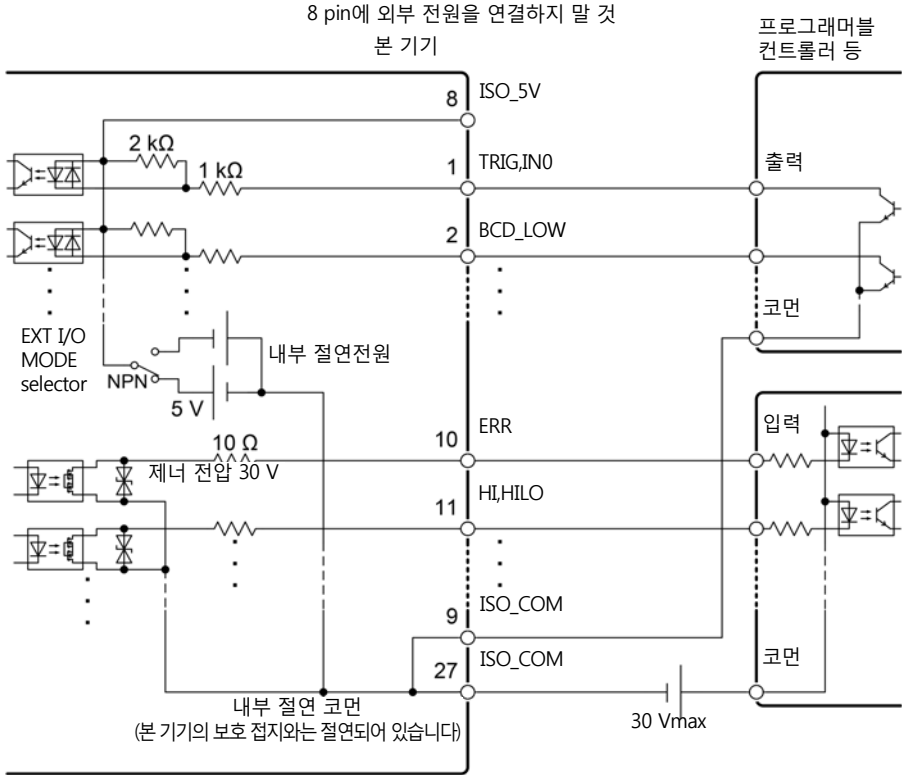 8 pin에 외부 전원을 연결하지 말 것
본 기기
프로그래머블
컨트롤러 등
8
ISO_5V
2 kΩ
1 kΩ
1
TRIG,IN0
출력
2
BCD_LOW
코먼
EXT I/O
MODE
selector
NPN
내부 절연전원
5 V
10 Ω
제너 전압 30 V
10
ERR
입력
11
HI,HILO
9
ISO_COM
27
ISO_COM
코먼
내부 절연 코먼
(본 기기의 보호 접지와는 절연되어 있습니다)
30 Vmax